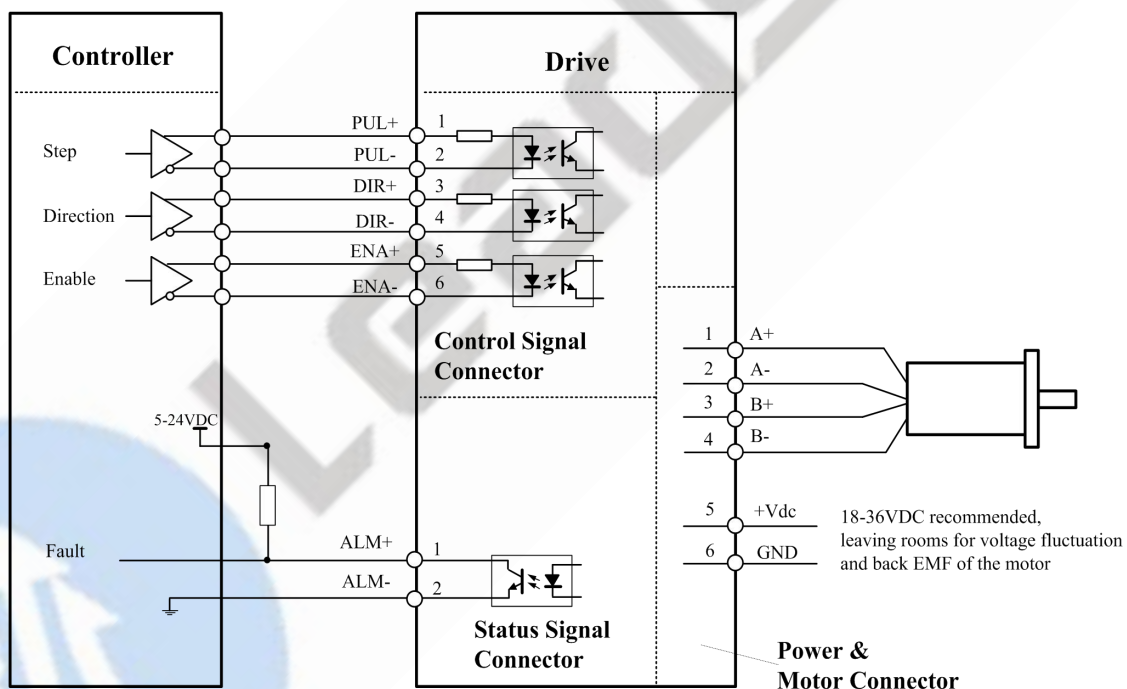 Controller
Drive
Step
Direction
Enable
PUL+ 1
PUL- 2
DIR+ 3
DIR- 4
ENA+ 5
ENA- 6
Control Signal
Connector
1 A+
2 A-
3 B+
4 B-
5 +Vdc
6 GND
18-36VDC recommended,
leaving rooms for voltage fluctuation
and back EMF of the motor
5-24VDC
Fault
ALM+ 1
ALM- 2
Status Signal
Connector
Power &
Motor Connector